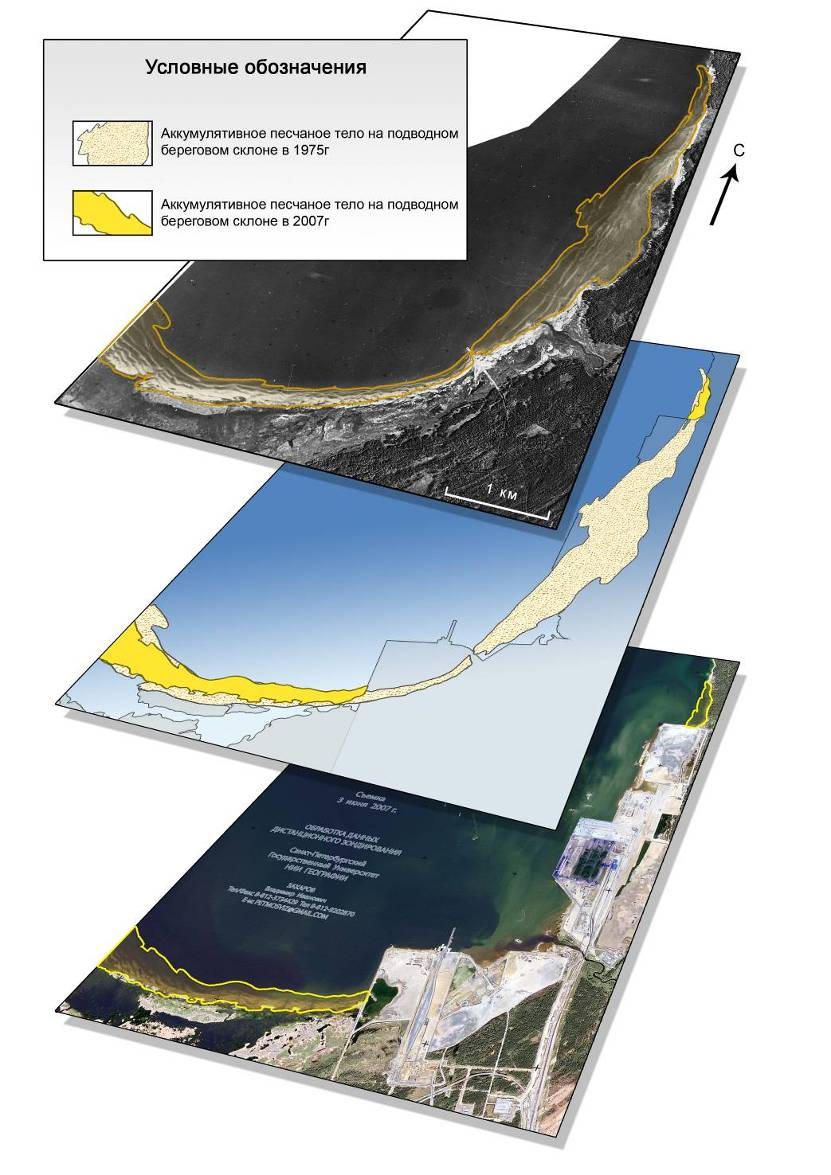 Условные обозначения
Аккумулятивное песчаное тело на подводном
береговом склоне в 1975г
Аккумулятивное песчаное тело на подводном
береговом склоне в 2007г
С
1 км
Съемка
3 июня 2007 г.
ОБРАБОТКА ДАННЫХ
ДИСТАНЦИОННОГО ЗОНДИРОВАНИЯ
Санкт-Петербургский
Государственный Университет
НИИ ГЕОГРАФИИ
ЗАХАРОВ
Владимир Иванович